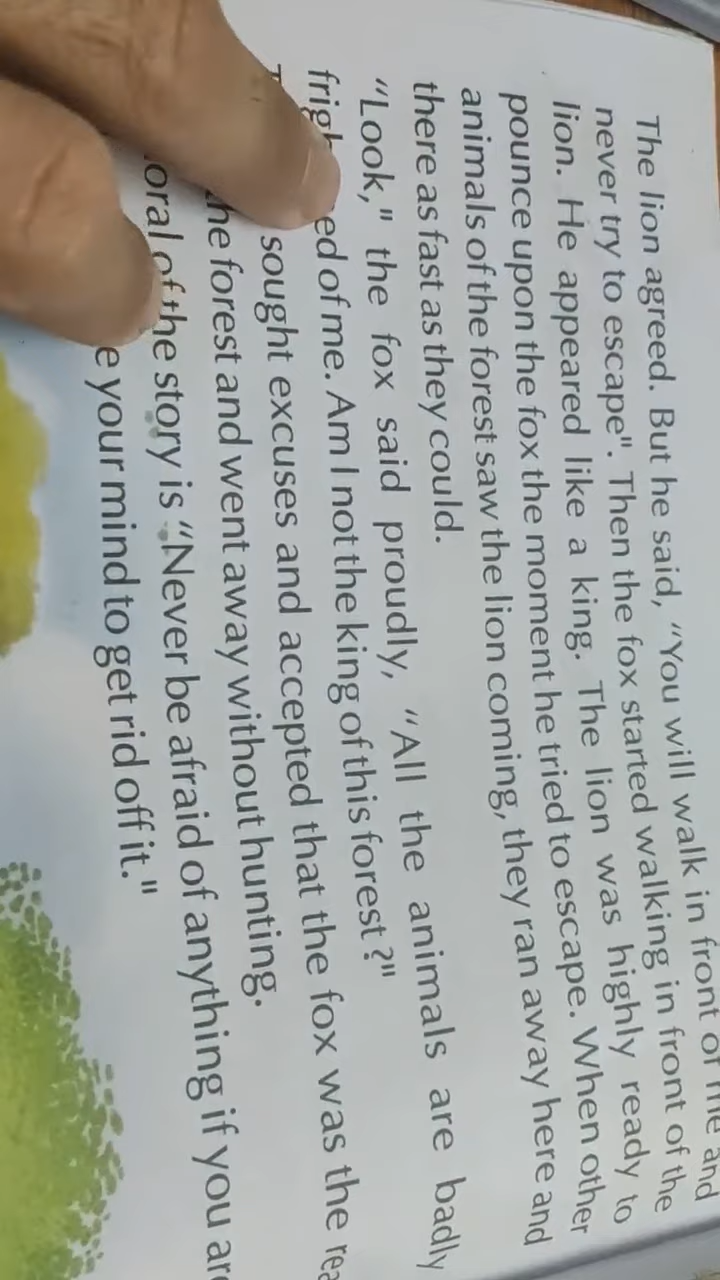 The lion agreed. But he said, "You will walk in front of me and
never try to escape". Then the fox started walking in front of the
lion. He appeared like a king. The lion was highly ready to
pounce upon the fox the moment he tried to escape. When other
animals of the forest saw the lion coming, they ran away here and
there as fast as they could.
"Look," the fox said proudly, "All the animals are badly
of me. Am I not the king of this forest ?"
sought excuses and accepted that the fox was the
forest and went away without hunting.
of the story is "Never be afraid of anything if you
your mind to get rid off it."